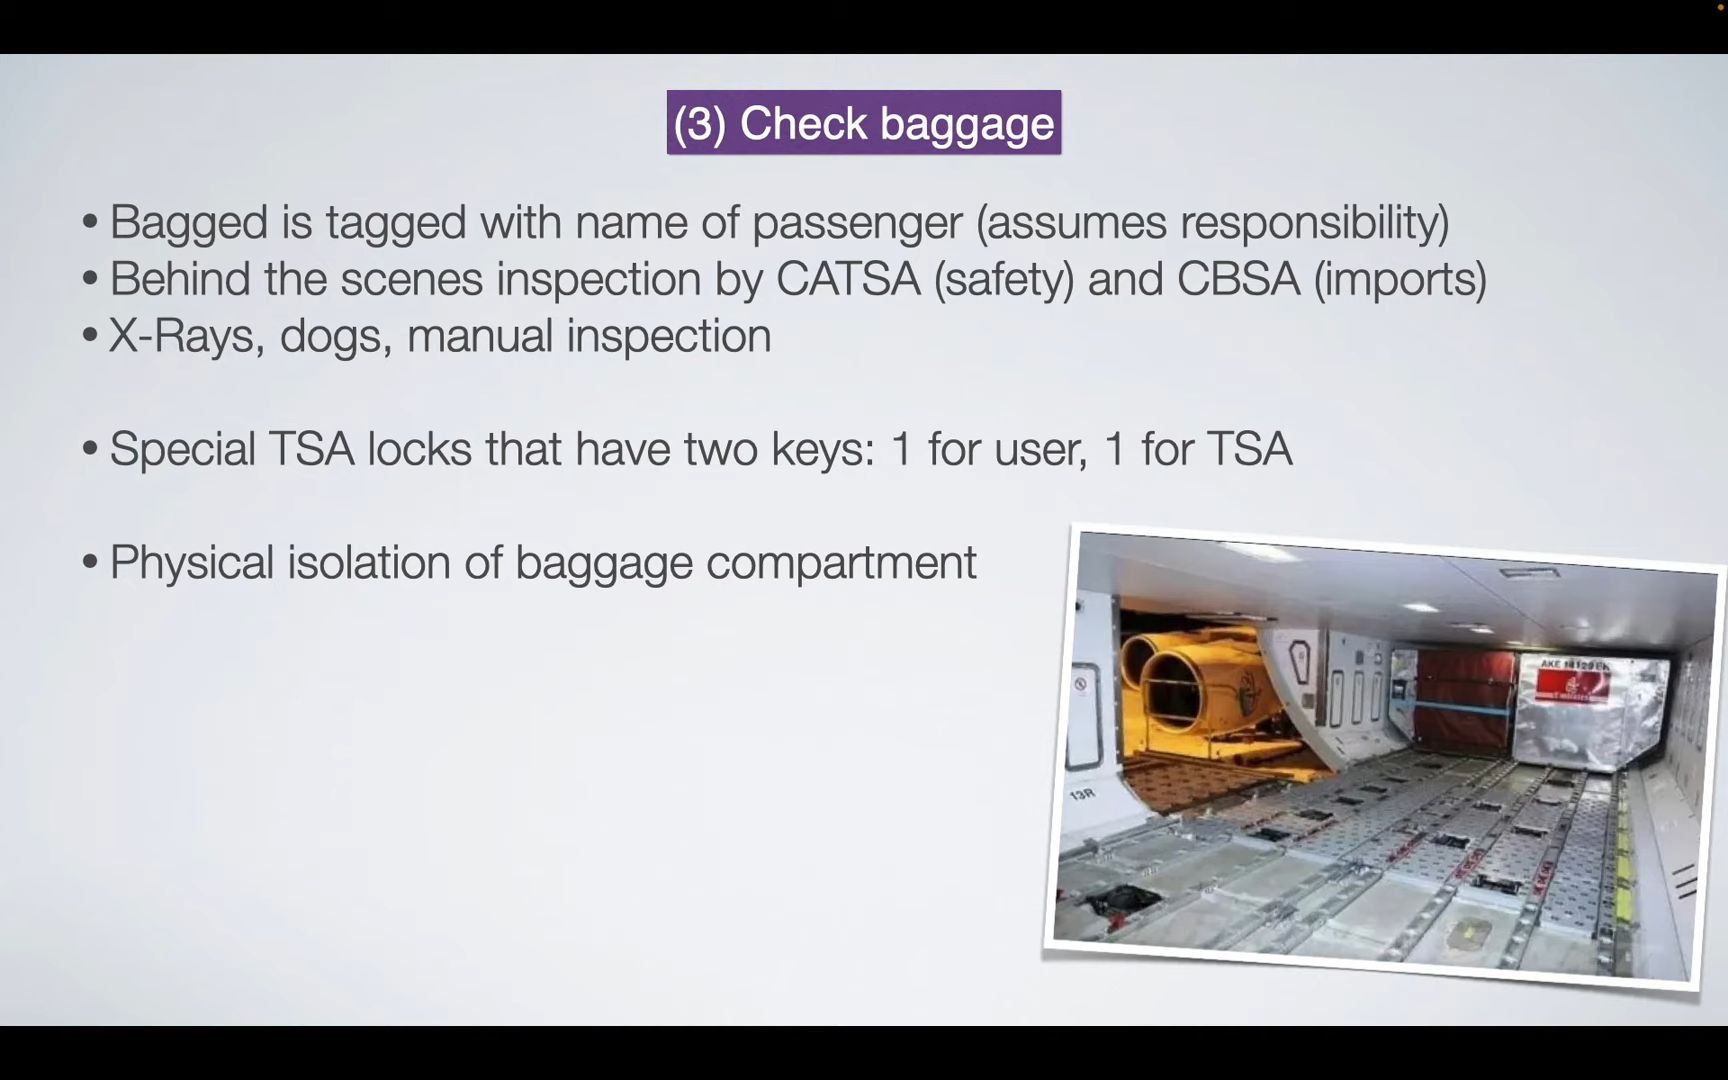 (3) Check baggage
• Bagged is tagged with name of passenger (assumes responsibility)
• Behind the scenes inspection by CATSA (safety) and CBSA (imports)
• X-Rays, dogs, manual inspection
• Special TSA locks that have two keys: 1 for user, 1 for TSA
• Physical isolation of baggage compartment
Emirates
13R